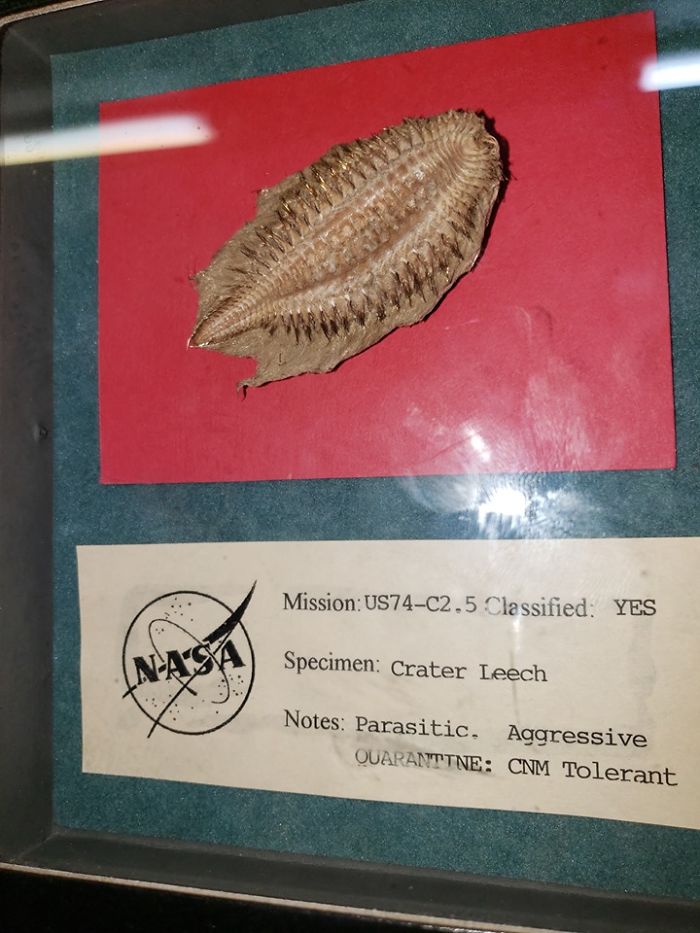 NASA
Mission: US74-C2.5 Classified: YES
Specimen: Crater Leech
Notes: Parasitic. Aggressive
QUARANTINE: CNM Tolerant